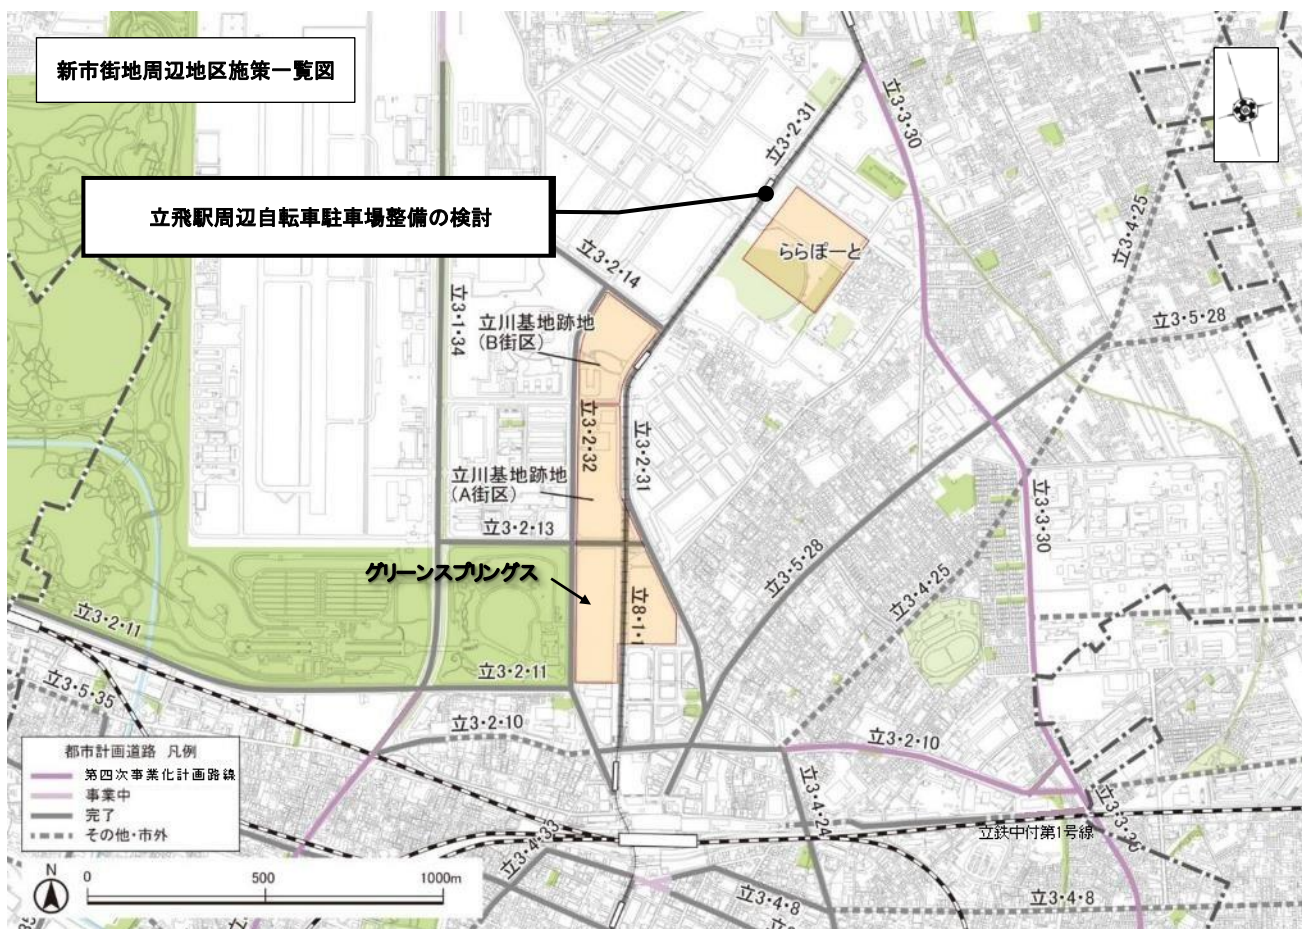 新市街地周辺地区施策一覧図
立3・2・31
立3・3・30
立飛駅周辺自転車駐車場整備の検討
立3・4・25
ららぽーと
立3・2・14
立3・1・34
立川基地跡地
(B街区)
立3・5・28
立3・2・32
立3・2・31
立川基地跡地
(A街区)
立3・2・13
立3・3・30
立3・5・28
グリーンスプリングス
立3・4・25
立8・1・1
立3・2・11
立3・2・11
立3・5・35
立3・2・10
立3・2・10
都市計画道路 凡例
第四次事業化計画路線
事業中
完了
その他・市外
立3・4・24
立3・4・33
立鉄中付第1号線
N
0
500
1000m
立3・4・8
立3・4・8